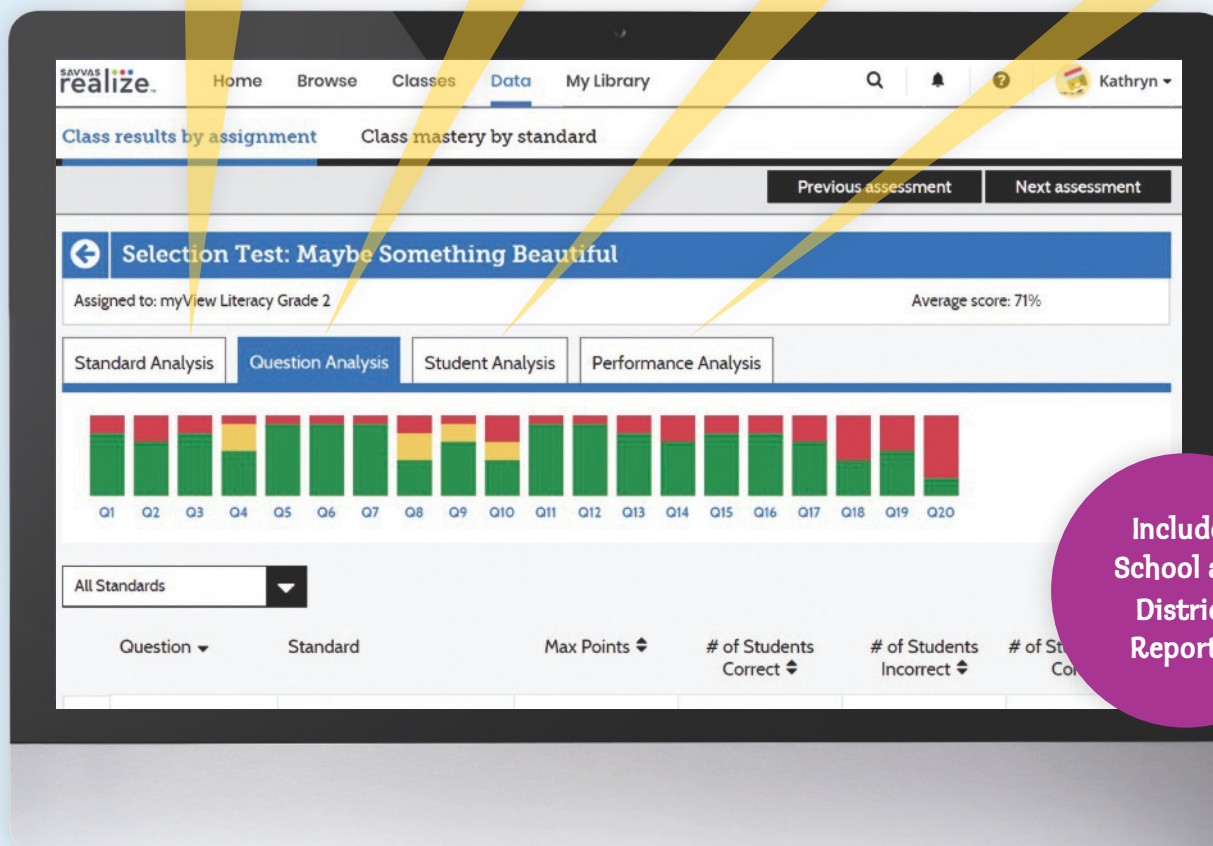 SAVVAS
realize™ Home Browse Classes Data My Library Kathryn
Class results by assignment Class mastery by standard
Previous assessment Next assessment
Selection Test: Maybe Something Beautiful
Assigned to: myView Literacy Grade 2 Average score: 71%
Standard Analysis Question Analysis Student Analysis Performance Analysis
Q1 Q2 Q3 Q4 Q5 Q6 Q7 Q8 Q9 Q10 Q11 Q12 Q13 Q14 Q15 Q16 Q17 Q18 Q19 Q20
All Standards
Question Standard Max Points # of Students # of Students # of
Correct Incorrect
School